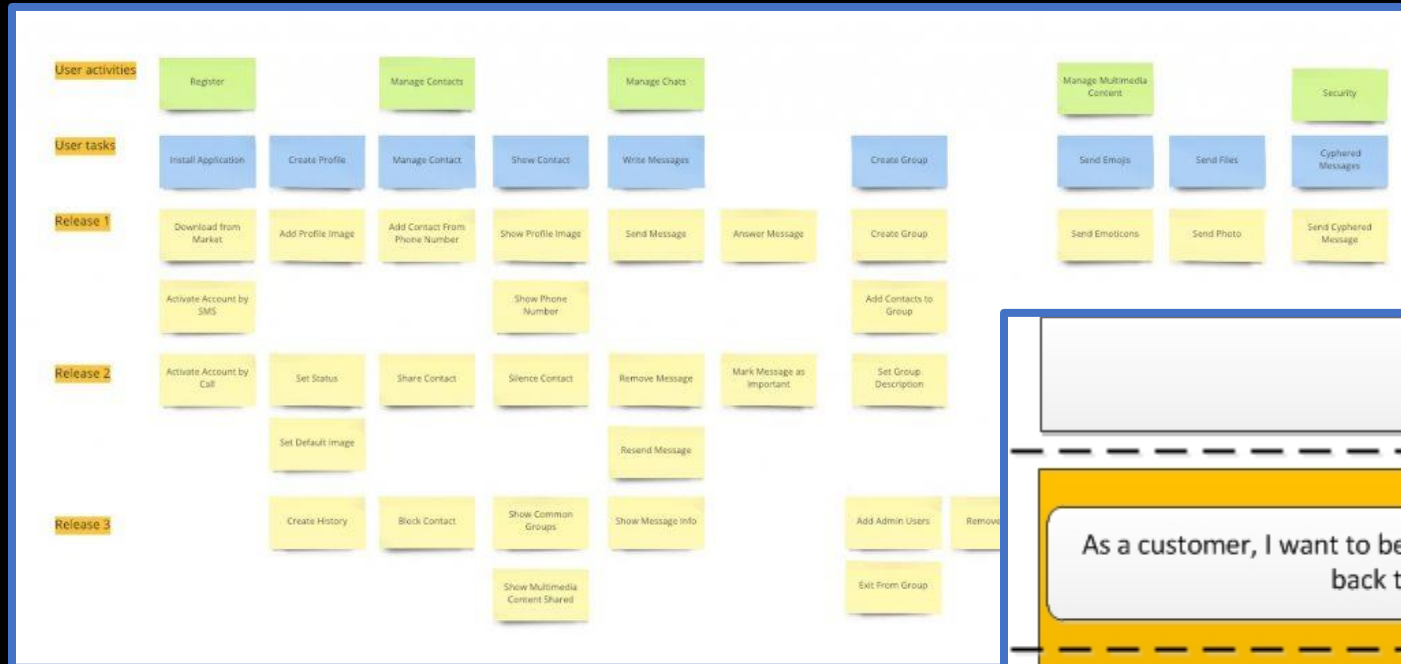 User activities
Register
Manage Contacts
Manage Chats
Manage Multimedia
Content
Security
User tasks
Install Application
Create Profile
Manage Contact
Show Contact
Write Messages
Create Group
Send Emojis
Send Files
Cyphered
Messages
Release 1
Download from
Market
Add Profile Image
Add Contact From
Phone Number
Show Profile Image
Send Message
Answer Message
Create Group
Send Emoticons
Send Photo
Send Cyphered
Message
Activate Account by
SMS
Show Phone
Number
Add Contacts to
Group
Release 2
Activate Account by
Call
Set Status
Share Contact
Silence Contact
Remove Message
Mark Message as
Important
Set Group
Description
Set Default Image
Resend Message
Release 3
Create History
Block Contact
Show Common
Groups
Show Message Info
Add Admin Users
Remove
Show Multimedia
Content Shared
Exit From Group
As a customer, I want to be
back t